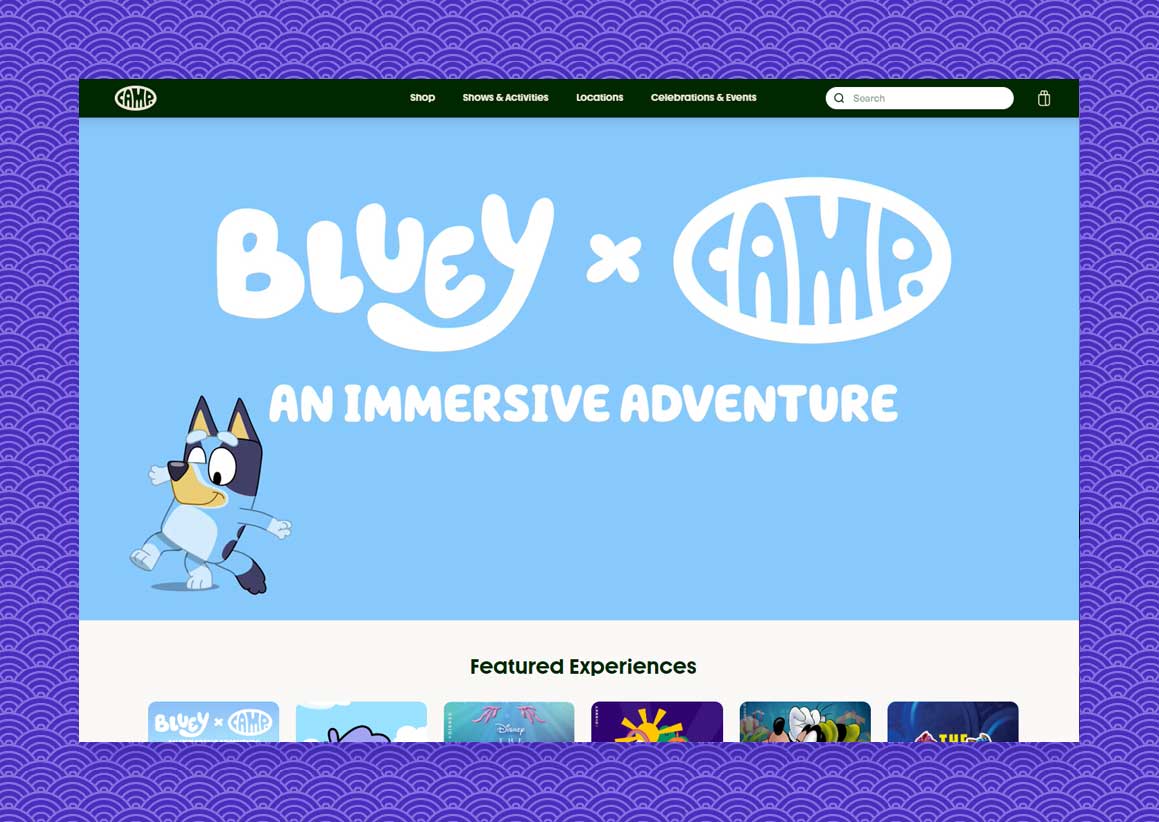 CAMP
Shop
Shows & Activities
Locations
Celebrations & Events
Search
BLUEY x CAMP
AN IMMERSIVE ADVENTURE
Featured Experiences
BLUEY x CAMP
Disney
THE